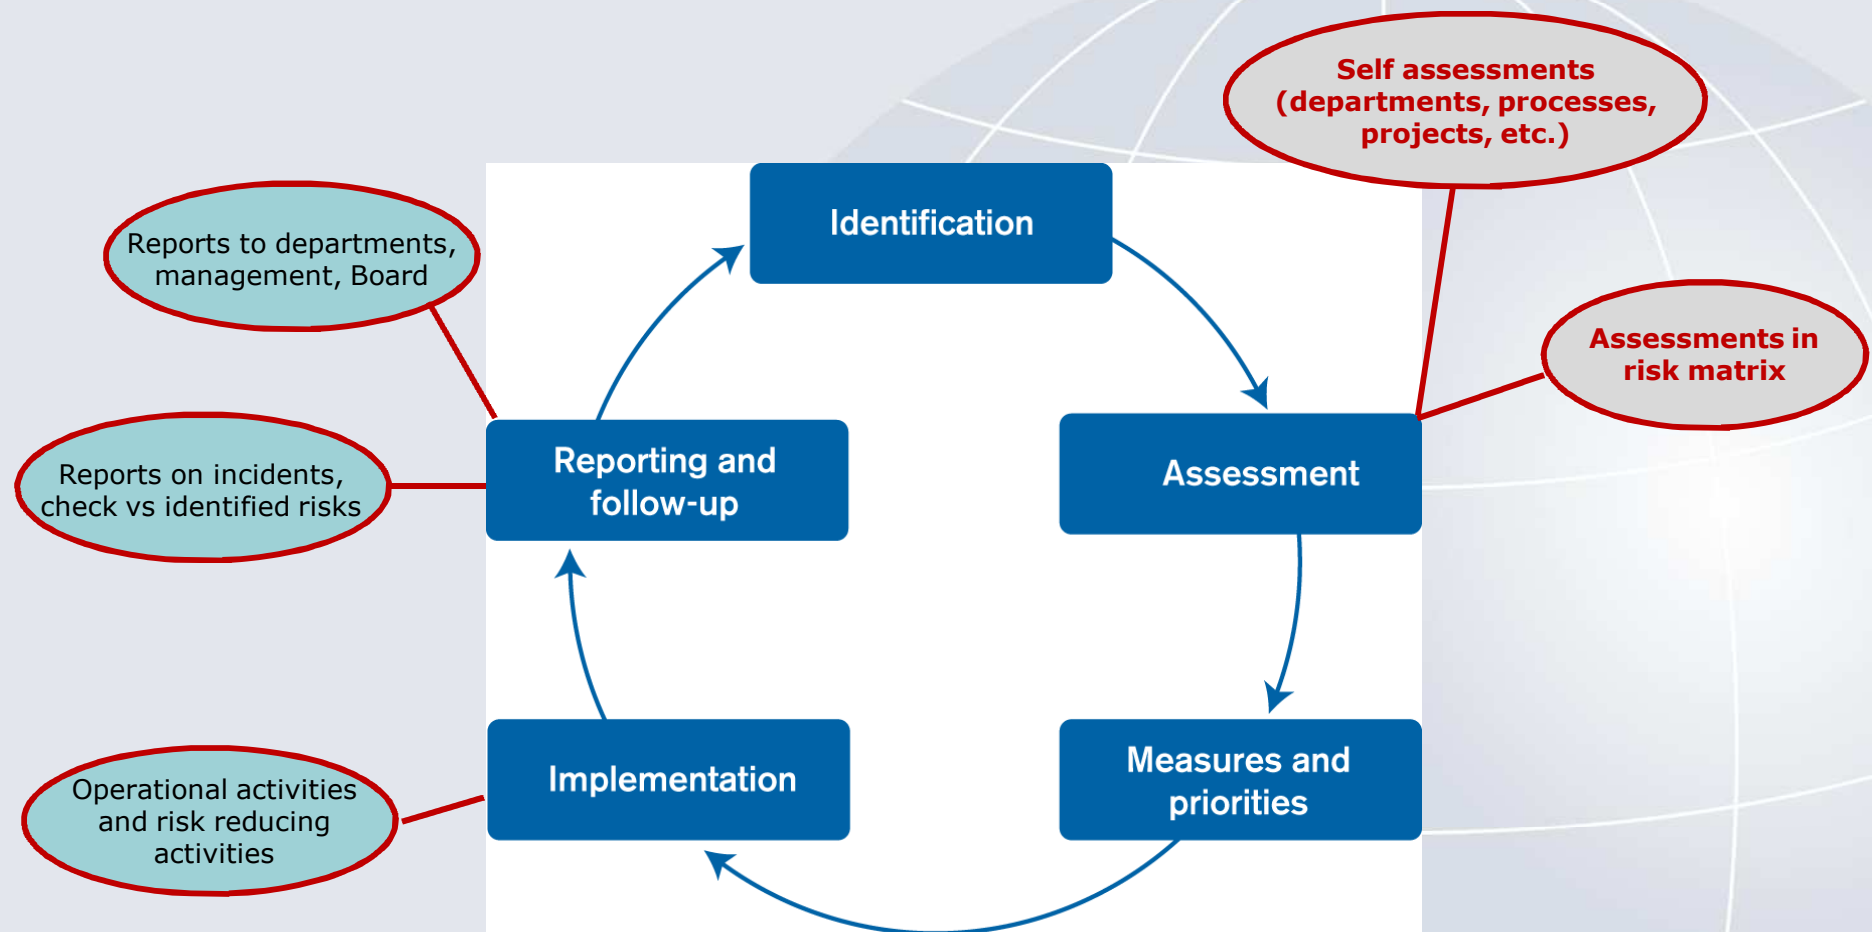 Self assessments
(departments, processes,
projects, etc.)
Identification
Reports to departments,
management, Board
Assessments in
risk matrix
Reporting and
follow-up
Assessment
Reports on incidents,
check vs identified risks
Measures and
priorities
Implementation
Operational activities
and risk reducing
activities